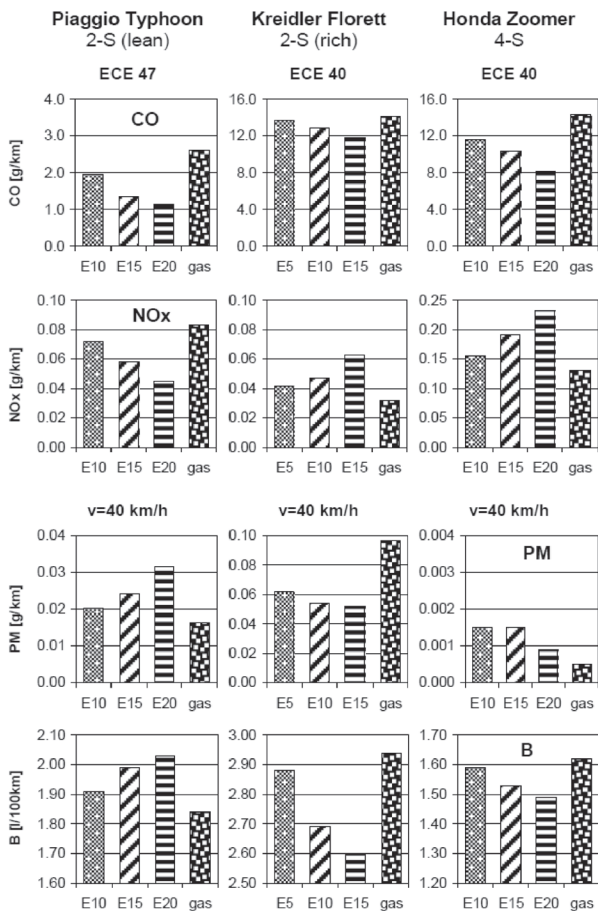 Piaggio Typhoon Kreidler Florett Honda Zoomer
2-S (lean) 2-S (rich) 4-S
ECE 47 ECE 40 ECE 40
CO [g/km]
4.0 16.0 16.0
CO
3.0 12.0 12.0
2.0 8.0 8.0
1.0 4.0 4.0
0.0 0.0 0.0
E10 E15 E20 gas E5 E10 E15 gas E10 E15 E20 gas
NOx [g/km]
0.10 0.10 0.25
NOx
0.08 0.08 0.20
0.06 0.06 0.15
0.04 0.04 0.10
0.02 0.02 0.05
0.00 0.00 0.00
E10 E15 E20 gas E5 E10 E15 gas E10 E15 E20 gas
v=40 km/h v=40 km/h v=40 km/h
PM [g/km]
0.04 0.10 0.004
PM
0.03 0.08 0.003
0.02 0.06 0.002
0.04
0.01 0.02 0.001
0.00 0.00 0.000
E10 E15 E20 gas E5 E10 E15 gas E10 E15 E20 gas
B [l/100km]
2.10 3.00 1.70
B
2.00 2.90 1.60
1.90 2.80 1.50
1.80 2.70 1.40
1.70 2.60 1.30
1.60 2.50 1.20
E10 E15 E20 gas E5 E10 E15 gas E10 E15 E20 gas